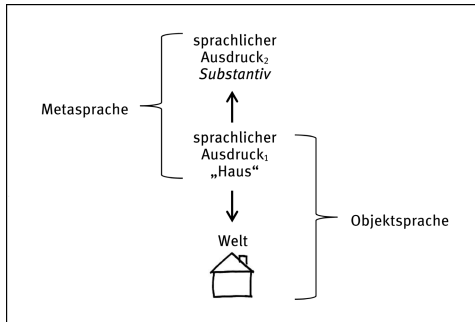 sprachlicher
Ausdruck₂
Substantiv
Metasprache
sprachlicher
Ausdruck₁
„Haus“
Objektsprache
Welt